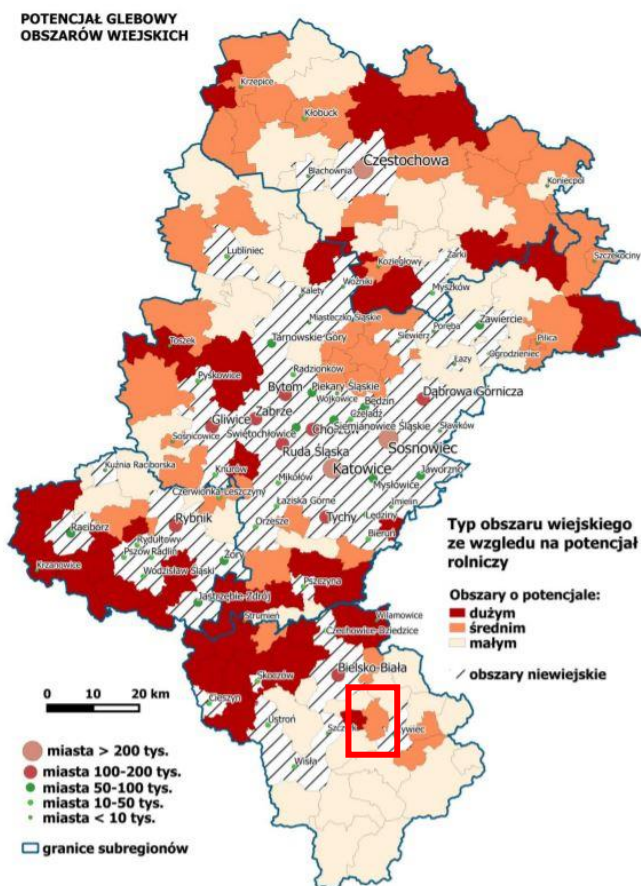 POTENCJAŁ GLEBOWY
OBSZARÓW WIEJSKICH
Krzepice
Kłobuck
Częstochowa
Blachownia
Koniecpol
Lubliniec
Koziegłowy
Żarki
Szczekociny
Woźniki
Kalety
Myszków
Miasteczko Śląskie
Poręba
Zawiercie
Siewierz
Pilica
Toszek
Tarnowskie Góry
Łazy
Ogrodzieniec
Pyskowice
Radzionków
Bytom
Piekary Śląskie
Wojkowice
Będzin
Dąbrowa Górnicza
Gliwice
Zabrze
Czeladź
Sławków
Sośnicowice
Świętochłowice
Chorzów
Siemianowice Śląskie
Sosnowiec
Ruda Śląska
Kuźnia Raciborska
Knurów
Katowice
Jaworzno
Mikołów
Mysłowice
Czerwionka-Leszczyny
Łaziska Górne
Imielin
Racibórz
Rybnik
Orzesze
Tychy
Lędziny
Bieruń
Rydułtowy
Pszów
Radlin
Krzanowice
Wodzisław Śląski
Żory
Pszczyna
Jastrzębie-Zdrój
Strumień
Wilamowice
Czechowice-Dziedzice
Bielsko-Biała
Skoczów
Cieszyn
Ustroń
Szczyrk
ywiec
Wisła
Typ obszaru wiejskiego
ze względu na potencjał
rolniczy
Obszary o potencjale:
dużym
średnim
małym
obszary niewiejskie
0 10 20 km
miasta > 200 tys.
miasta 100-200 tys.
miasta 50-100 tys.
miasta 10-50 tys.
miasta < 10 tys.
granice subregionów